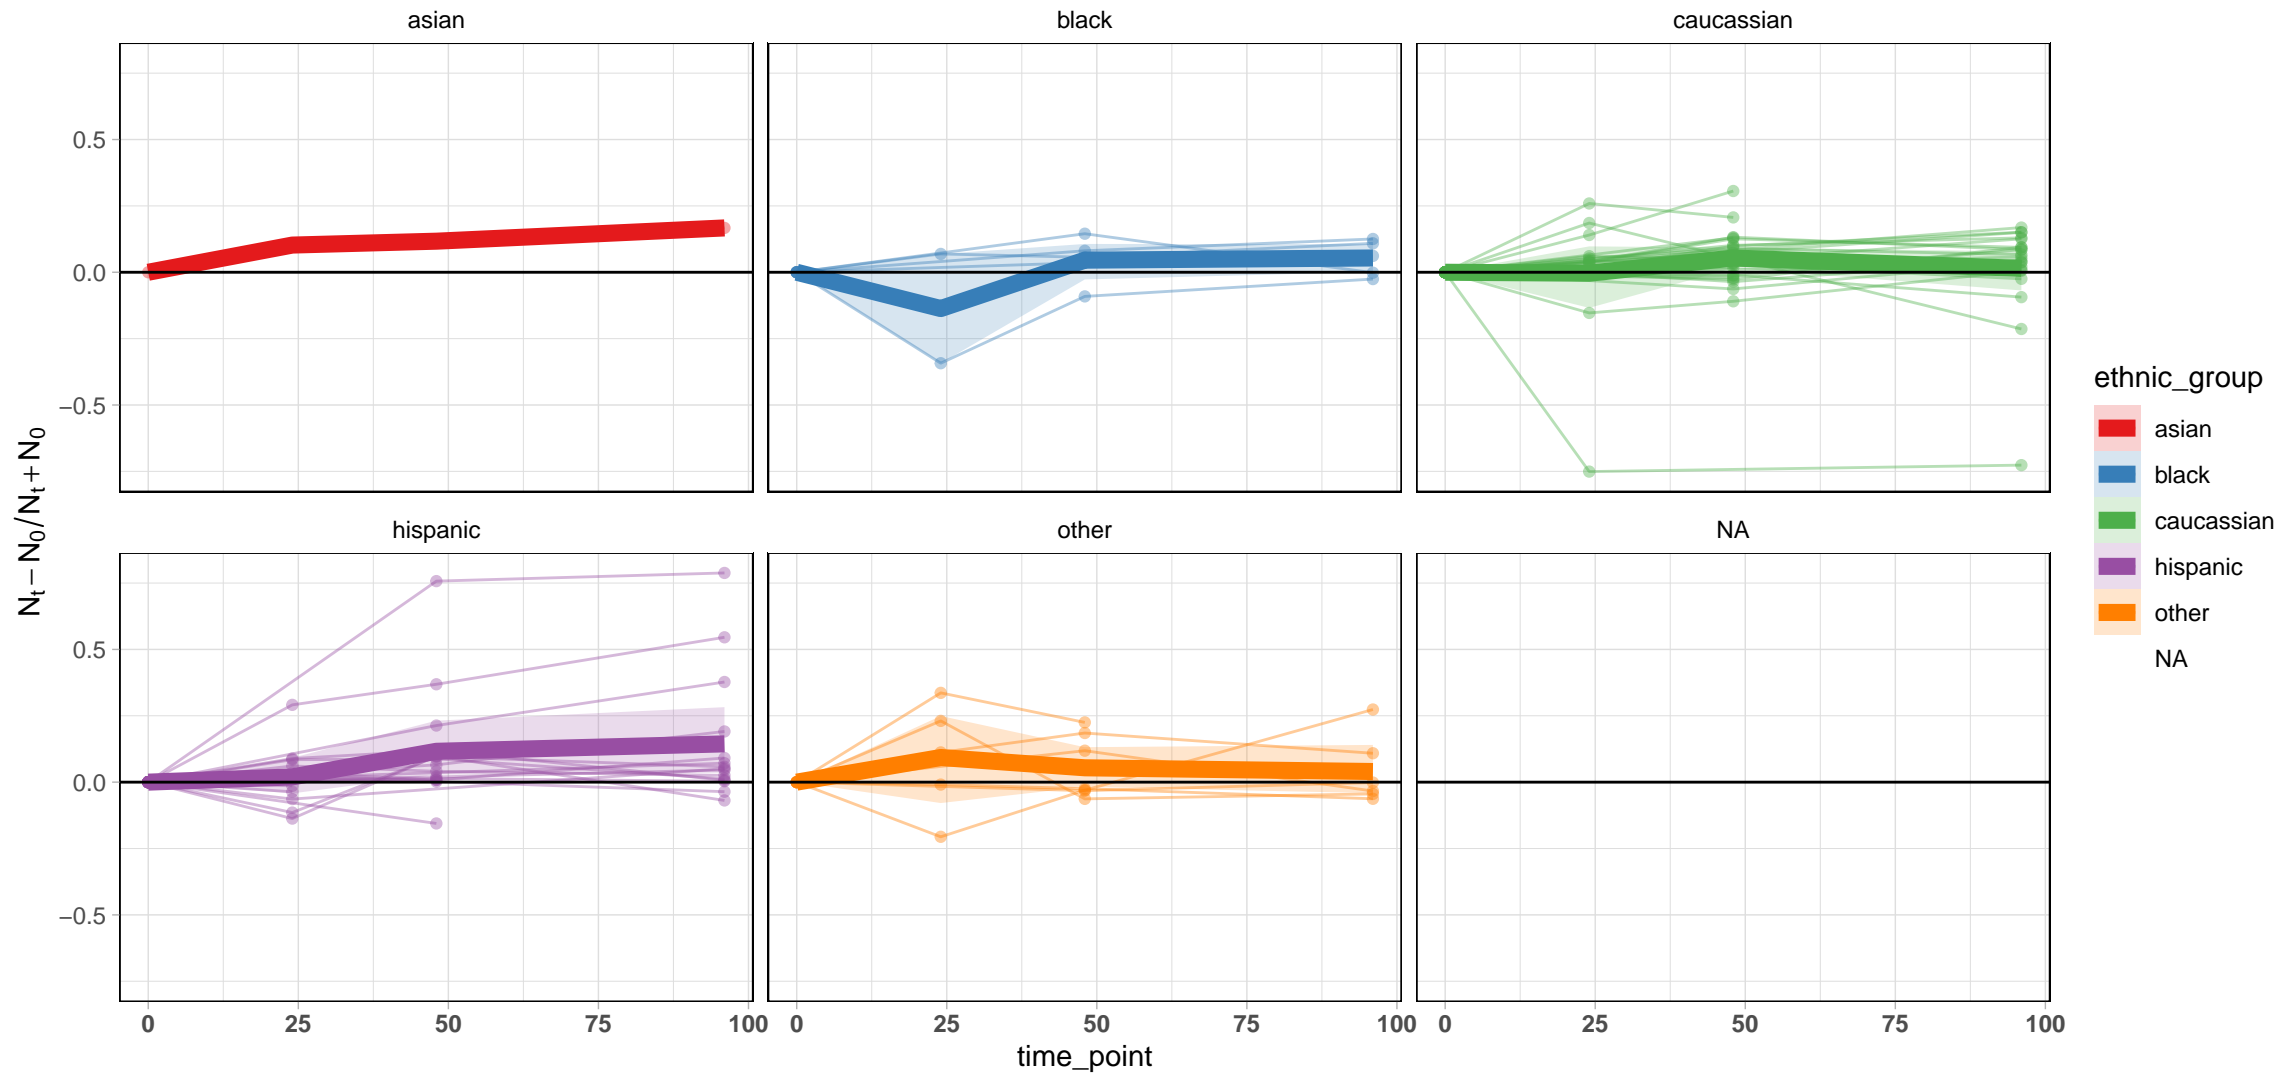 asian
black
caucassian
0.5
0.0
−0.5
hispanic
other
NA
0.5
0.0
−0.5
0 25 50 75 100
0 25 50 75 100
0 25 50 75 100
time_point
Nt − N0/Nt + N0
ethnic_group
asian
black
caucassian
hispanic
other
NA